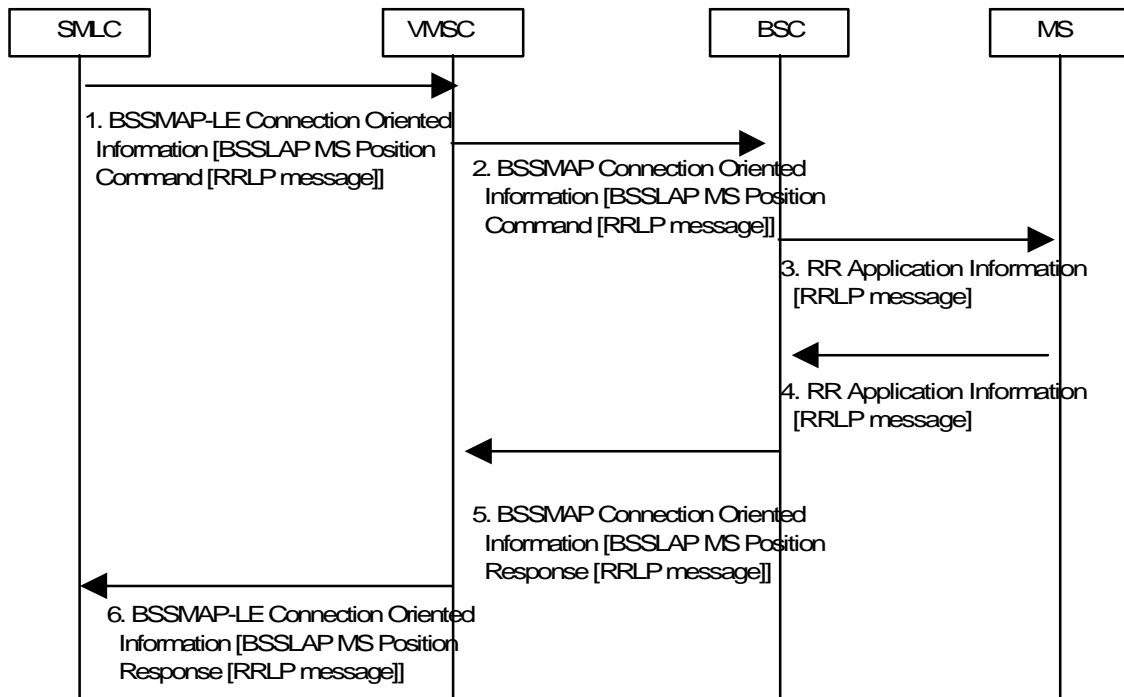 SMLC
VMSC
BSC
MS
1. BSSMAP-LE Connection Oriented
Information [BSSLAP MS Position
Command [RRLP message]]
2. BSSMAP Connection Oriented
Information [BSSLAP MS Position
Command [RRLP message]]
3. RR Application Information
[RRLP message]
4. RR Application Information
[RRLP message]
5. BSSMAP Connection Oriented
Information [BSSLAP MS Position
Response [RRLP message]]
6. BSSMAP-LE Connection Oriented
Information [BSSLAP MS Position
Response [RRLP message]]